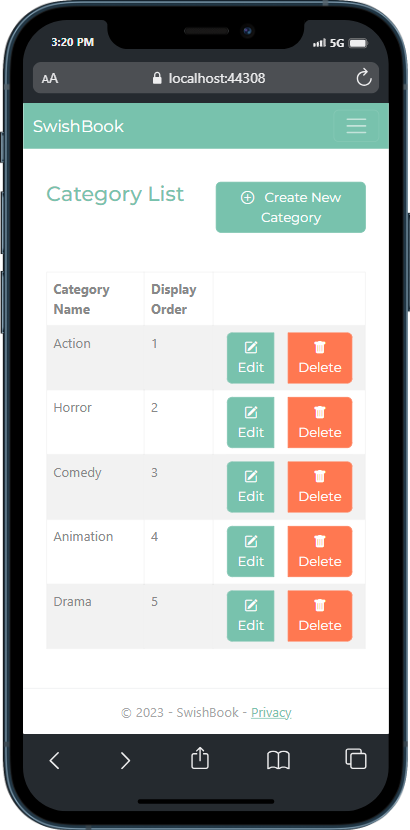 3:20 PM
5G
AA
localhost:44308
SwishBook
Category List
Create New
Category
Category
Name
Display
Order
Action
1
Edit
Delete
Horror
2
Edit
Delete
Comedy
3
Edit
Delete
Animation
4
Edit
Delete
Drama
5
Edit
Delete
© 2023 - SwishBook - Privacy